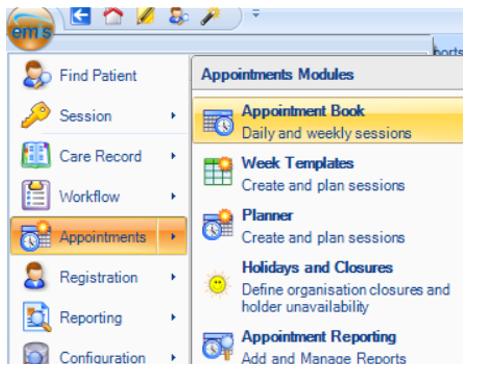 emis
ports
Find Patient
Appointments Modules
Session
Appointment Book
Daily and weekly sessions
Care Record
Week Templates
Create and plan sessions
Workflow
Planner
Create and plan sessions
Appointments
Holidays and Closures
Define organisation closures and
holder unavailability
Registration
Reporting
Appointment Reporting
Add and Manage Reports
Configuration